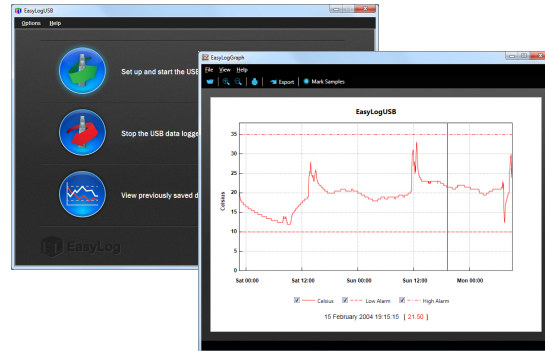 EasyLogUSB
Options Help
Set up and start the USB
Stop the USB data logge
View previously saved d
EasyLog
EasyLogGraph
File View Help
Export Mark Samples
EasyLogUSB
Celsius
35
30
25
20
15
10
5
0
Sat 00:00 Sat 12:00 Sun 00:00 Sun 12:00 Mon 00:00
Celsius Low Alarm High Alarm
15 February 2004 19:15:15 [ 21.50 ]